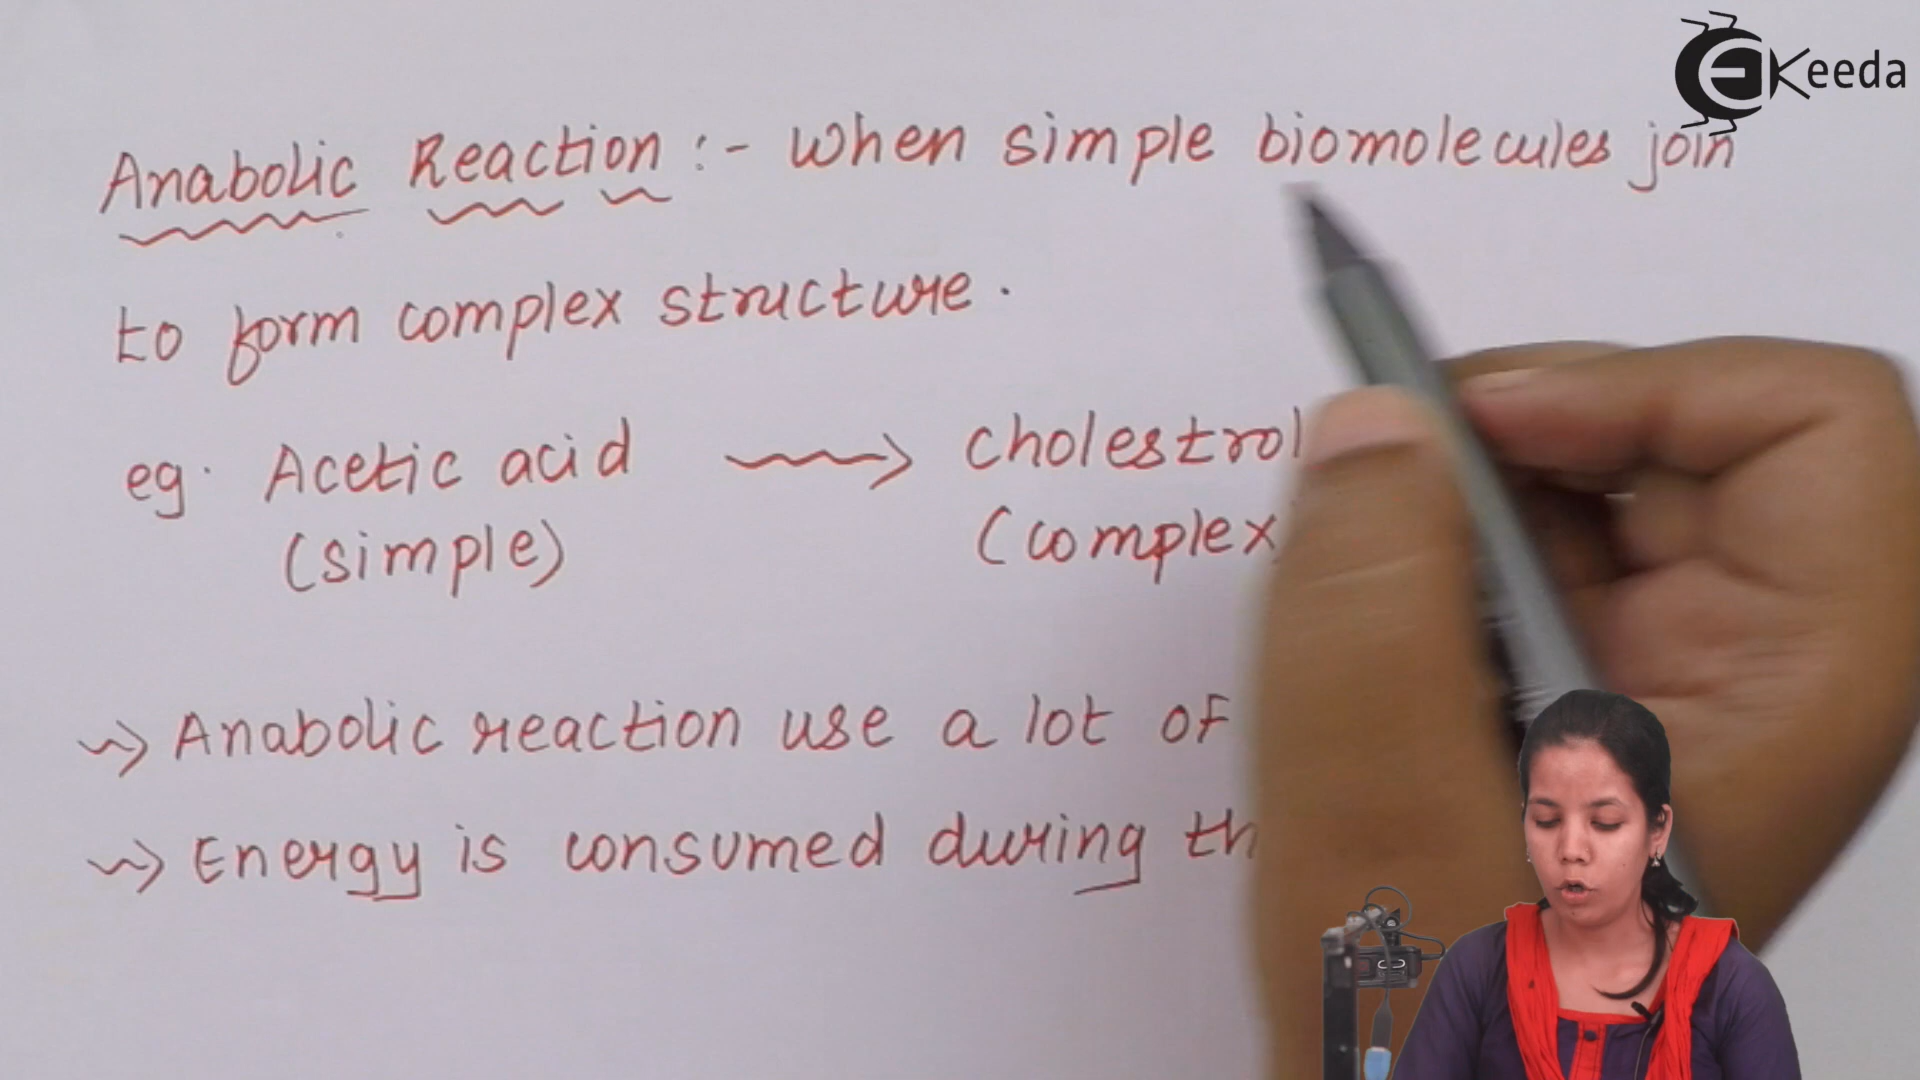 EKeeda
Anabolic Reaction :- When simple biomolecules join
to form complex structure.
eg. Acetic acid ⟿ Cholestrol
(simple) (complex
⟿ Anabolic reaction use a lot of
⟿ Energy is consumed during th